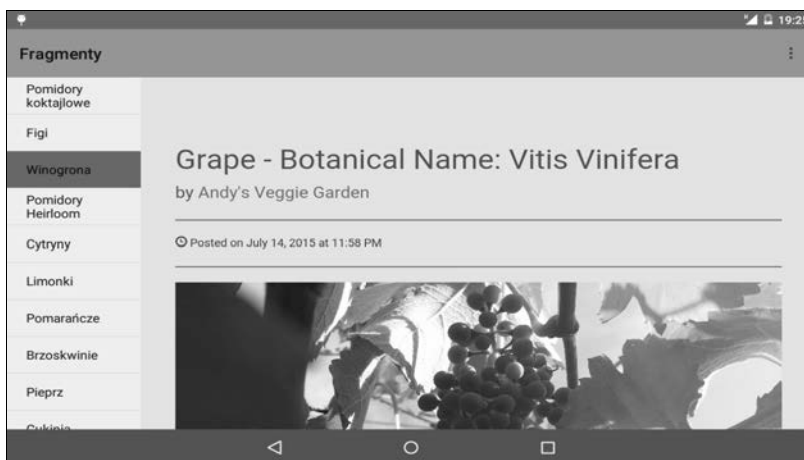 19:25
Fragmenty
Pomidory
koktajlowe
Figi
Winogrona
Pomidory
Heirloom
Cytryny
Limonki
Pomarańcze
Brzoskwinie
Pieprz
Cukinia
Grape - Botanical Name: Vitis Vinifera
by Andy's Veggie Garden
Posted on July 14, 2015 at 11:58 PM